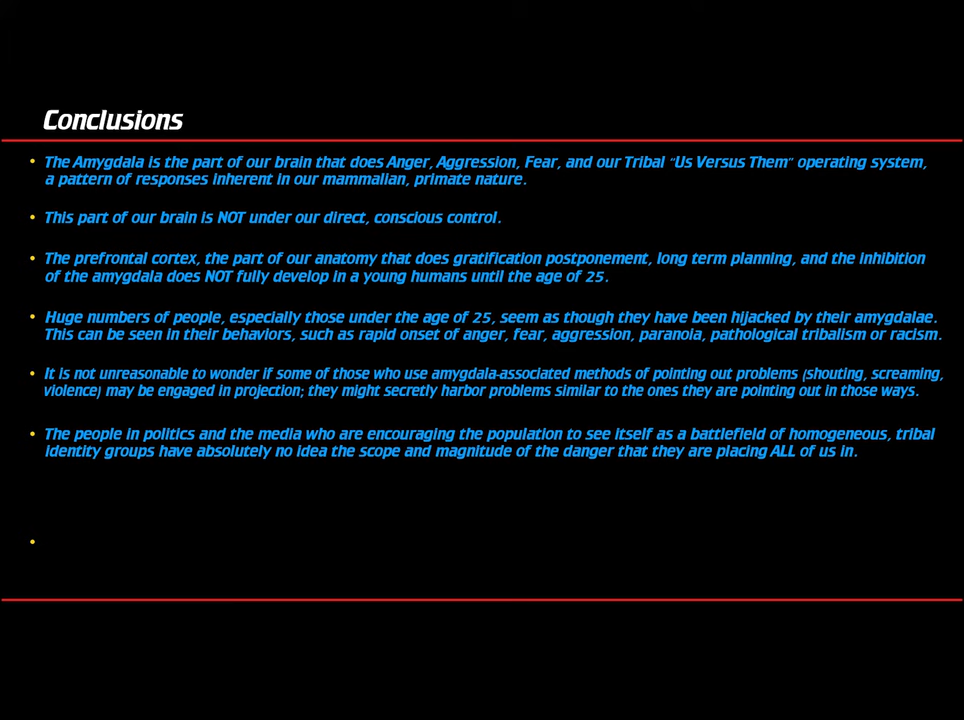 Conclusions
• The Amygdala is the part of our brain that does Anger, Aggression, Fear, and our Tribal "Us Versus Them" operating system,
a pattern of responses inherent in our mammalian, primate nature.
• This part of our brain is NOT under our direct, conscious control.
• The prefrontal cortex, the part of our anatomy that does gratification postponement, long term planning, and the inhibition
of the amygdala does NOT fully develop in a young humans until the age of 25.
• Huge numbers of people, especially those under the age of 25, seem as though they have been hijacked by their amygdalae.
This can be seen in their behaviors, such as rapid onset of anger, fear, aggression, paranoia, pathological tribalism or racism.
• It is not unreasonable to wonder if some of those who use amygdala-associated methods of pointing out problems (shouting, screaming,
violence) may be engaged in projection; they might secretly harbor problems similar to the ones they are pointing out in those ways.
• The people in politics and the media who are encouraging the population to see itself as a battlefield of homogeneous, tribal
identity groups have absolutely no idea the scope and magnitude of the danger that they are placing ALL of us in.
•